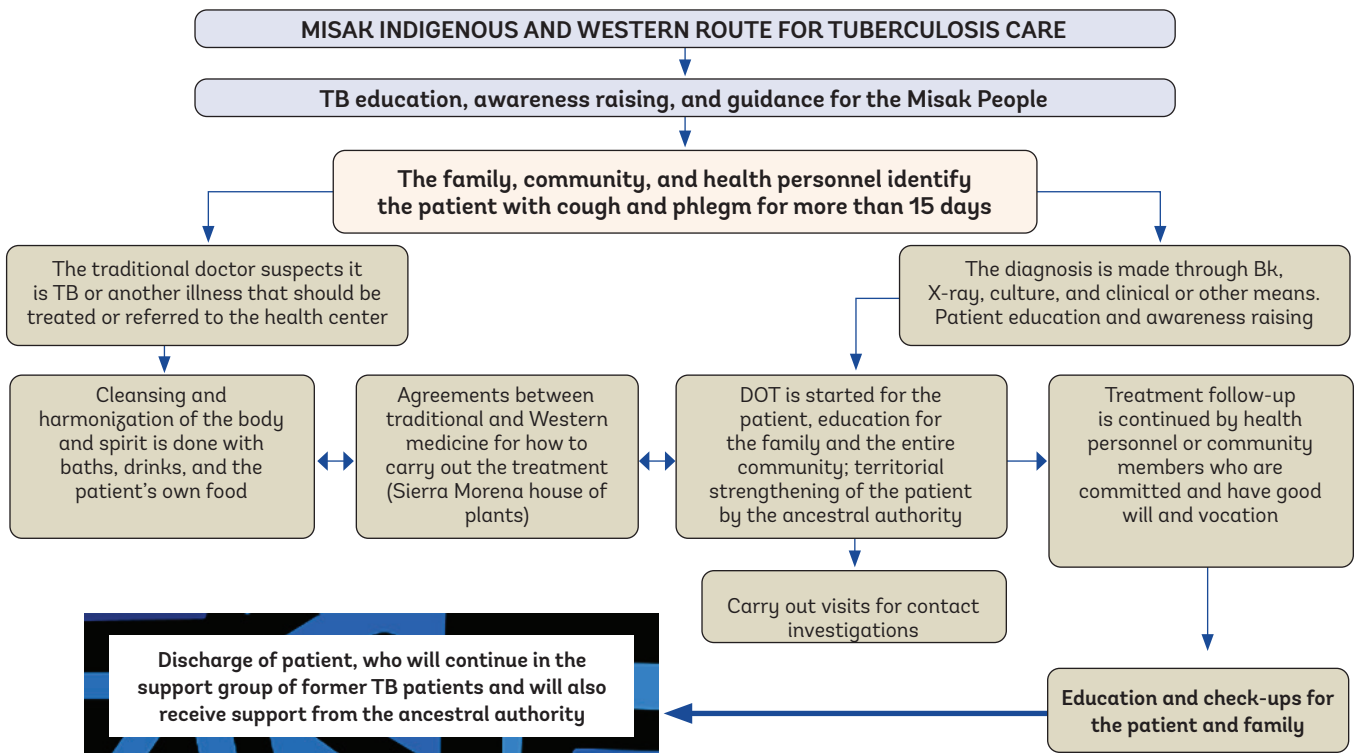 MISAK INDIGENOUS AND WESTERN ROUTE FOR TUBERCULOSIS CARE
TB education, awareness raising, and guidance for the Misak People
The family, community, and health personnel identify
the patient with cough and phlegm for more than 15 days
The traditional doctor suspects it
is TB or another illness that should be
treated or referred to the health center
The diagnosis is made through Bk,
X-ray, culture, and clinical or other means.
Patient education and awareness raising
Cleansing and
harmonization of the body
and spirit is done with
baths, drinks, and the
patient's own food
Agreements between
traditional and Western
medicine for how to
carry out the treatment
(Sierra Morena house of
plants)
DOT is started for the
patient, education for
the family and the entire
community; territorial
strengthening of the patient
by the ancestral authority
Treatment follow-up
is continued by health
personnel or community
members who are
committed and have good
will and vocation
Carry out visits for contact
investigations
Discharge of patient, who will continue in the
support group of former TB patients and will also
receive support from the ancestral authority
Education and check-ups for
the patient and family